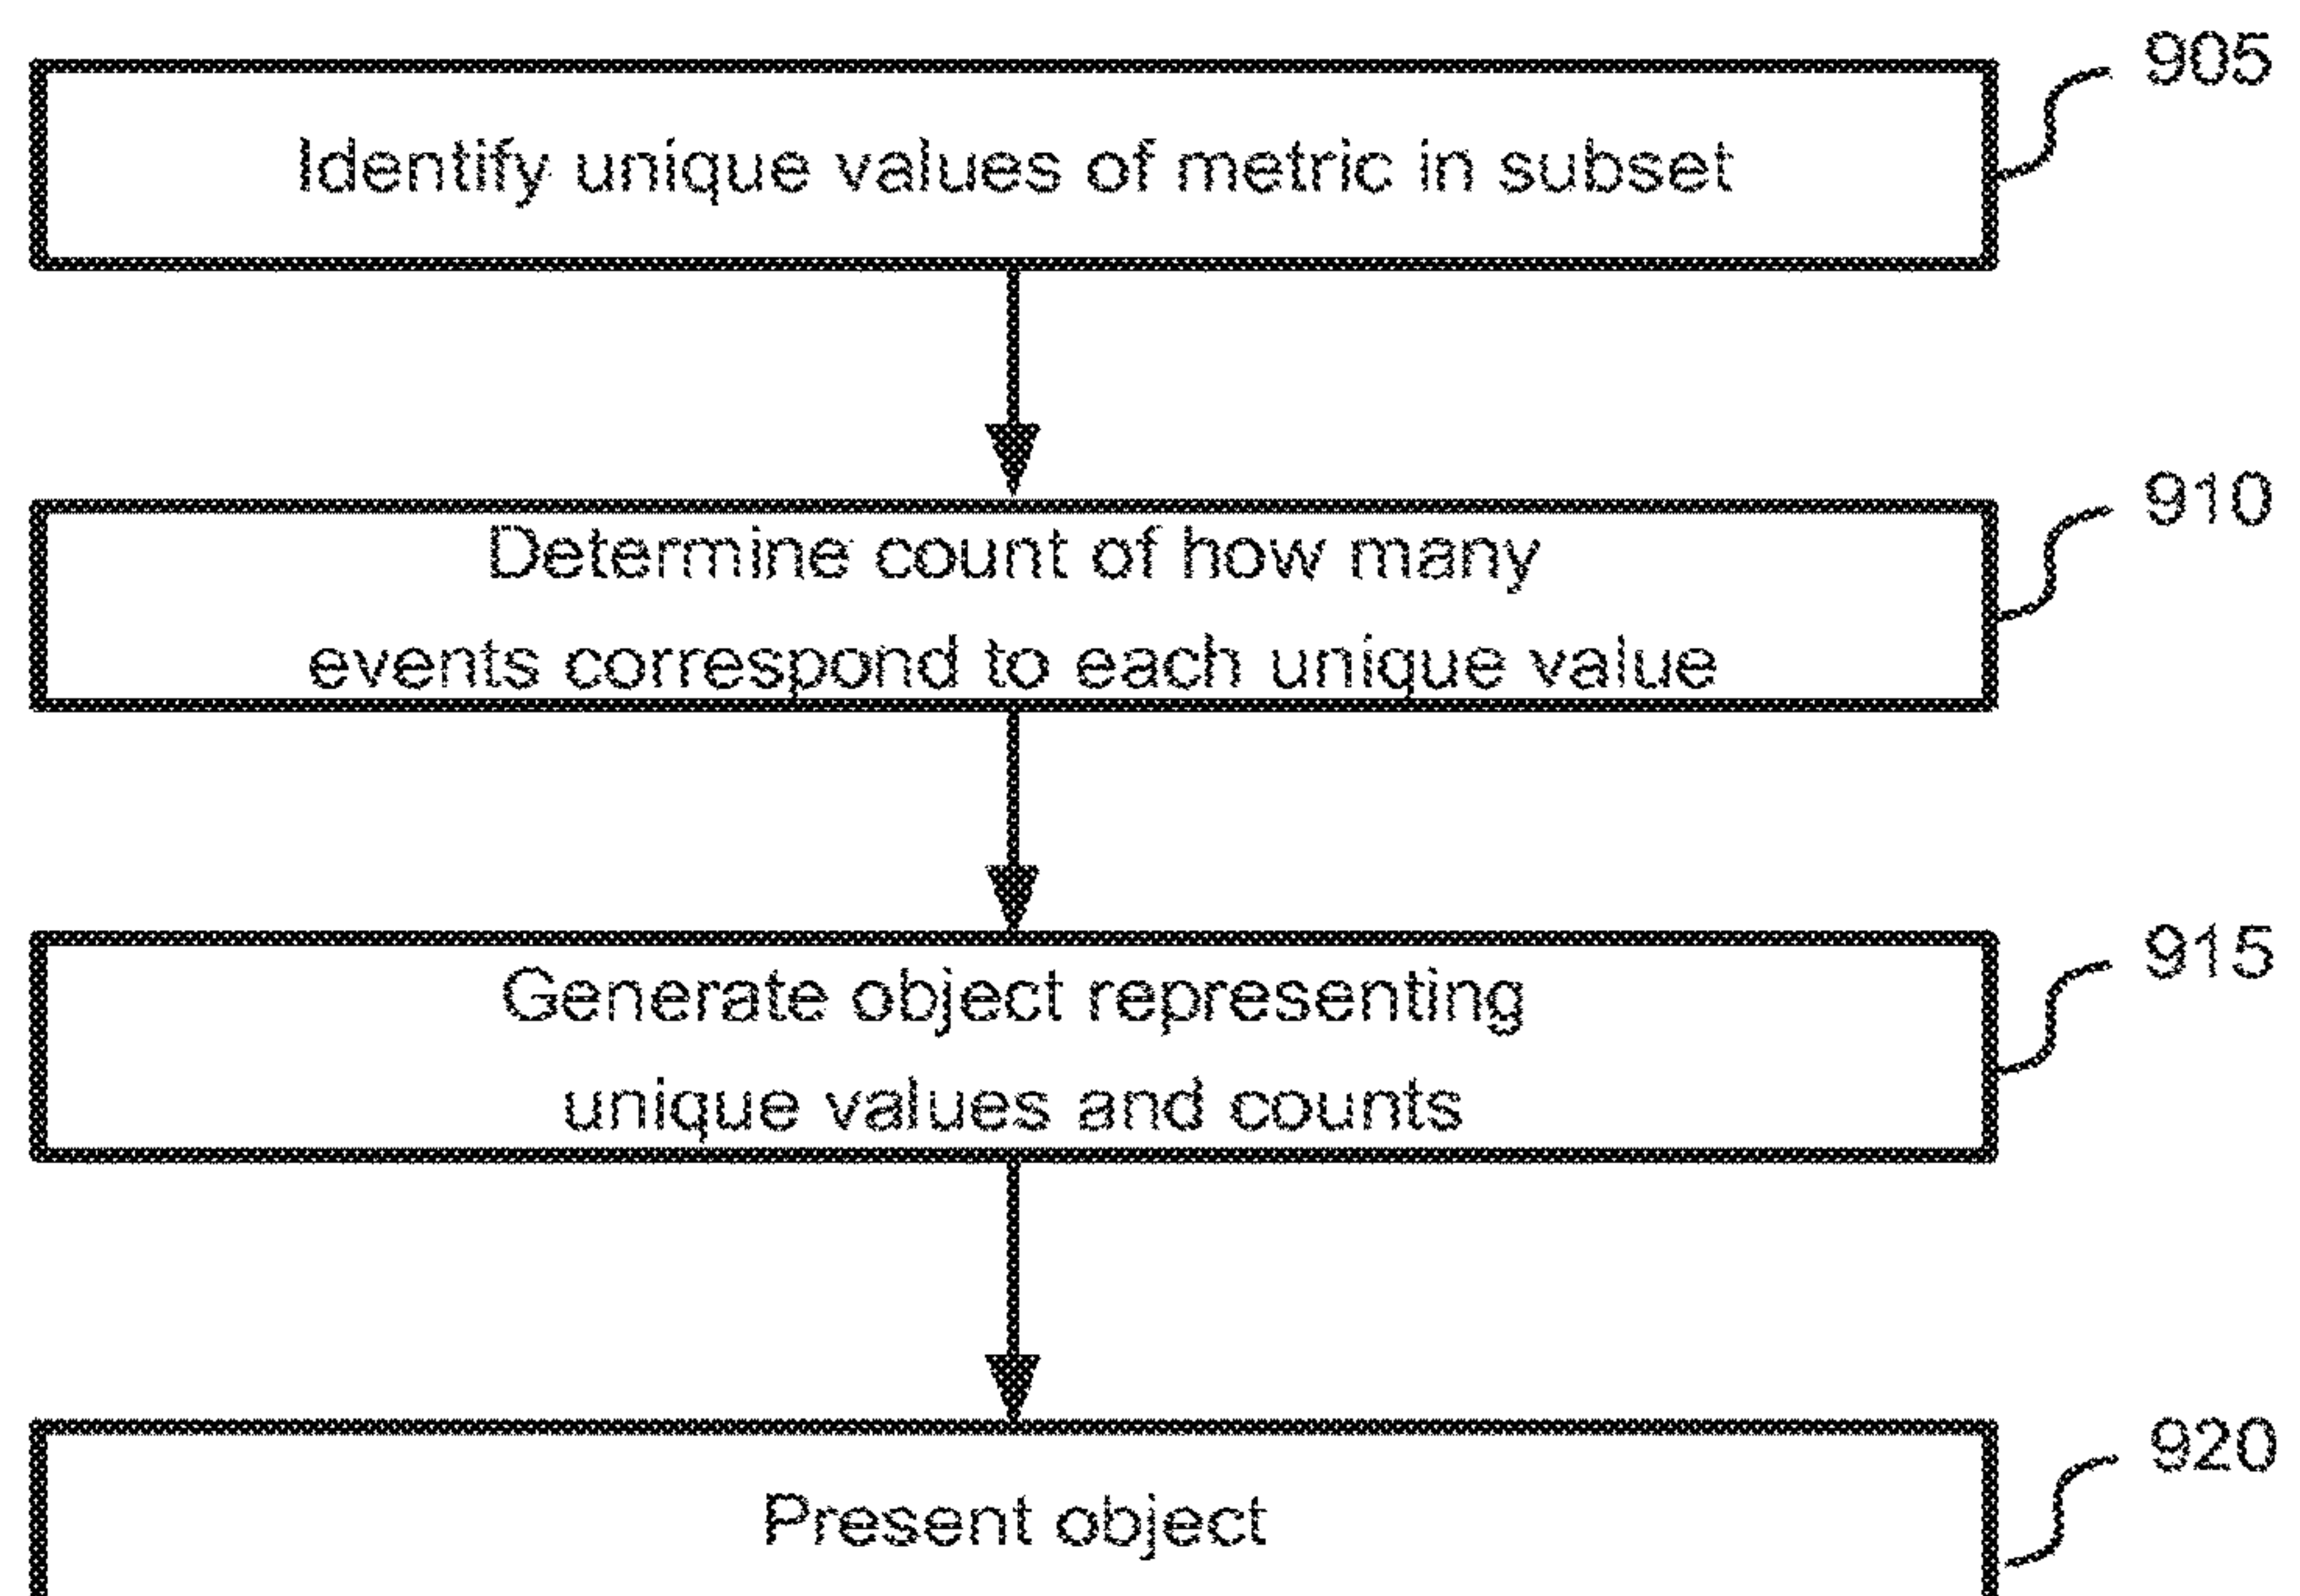 905
Identify unique values of metric in subset
910
Determine count of how many
events correspond to each unique value
915
Generate object representing
unique values and counts
920
Present object